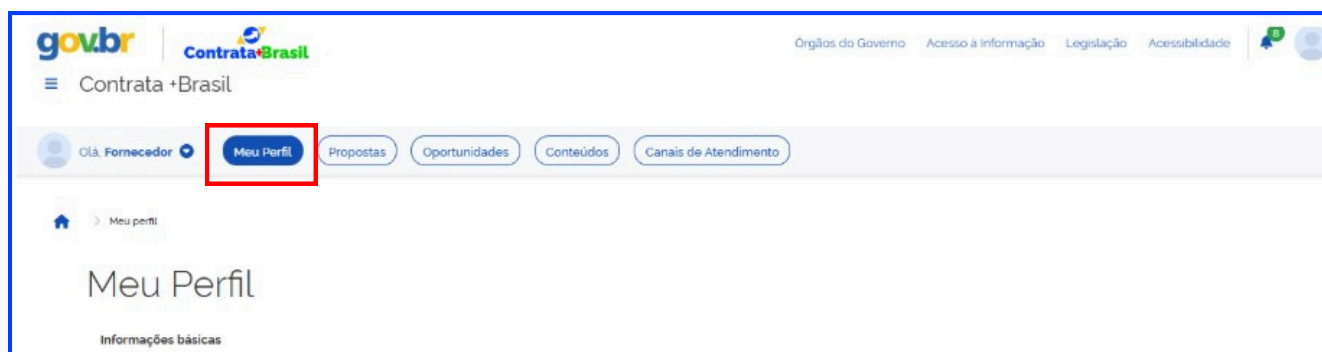 gov.br
Contrata+Brasil
Órgãos do Governo Acesso à Informação Legislação Acessibilidade 8
Contrata +Brasil
Olá, Fornecedor Meu Perfil Propostas Oportunidades Conteúdos Canais de Atendimento
Meu perfil
Meu Perfil
Informações básicas